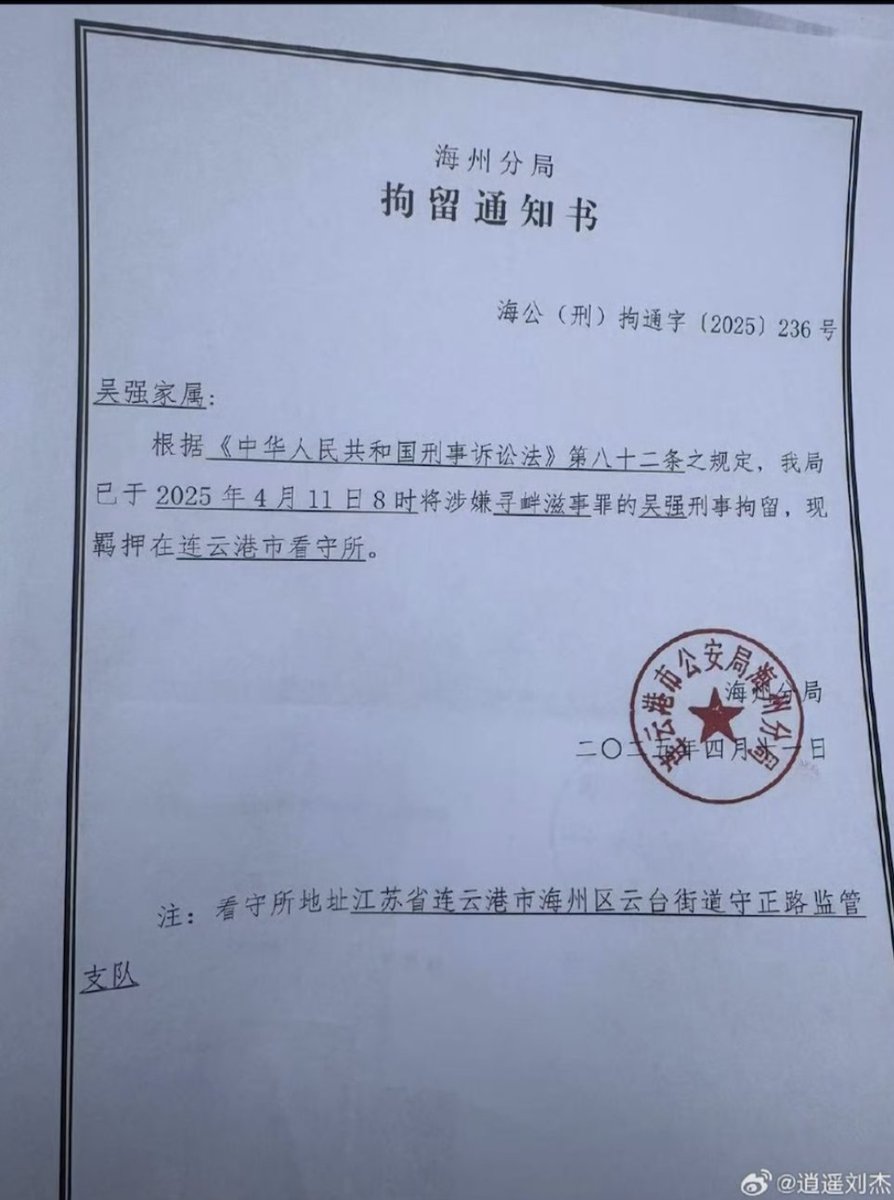 海州分局
拘留通知书
海公（刑）拘通字〔2025〕236号
吴强家属：
根据《中华人民共和国刑事诉讼法》第八十二条之规定，我局
已于2025年4月11日8时将涉嫌寻衅滋事罪的吴强刑事拘留，现
羁押在连云港市看守所。
连云港市公安局海州分局
海州分局
二〇二五年四月十一日
注：看守所地址江苏省连云港市海州区云台街道守正路监管
支队
@逍遥刘杰